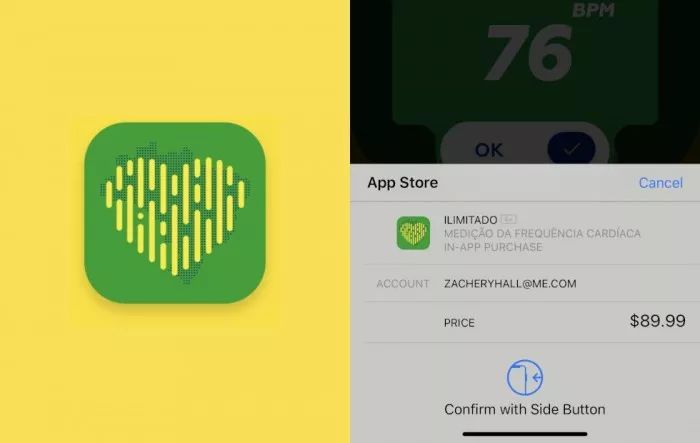 BPM
76
OK
App Store
Cancel
ILIMITADO 4+
MEDIÇÃO DA FREQUÊNCIA CARDÍACA
IN-APP PURCHASE
ACCOUNT
ZACHERYHALL@ME.COM
PRICE
$89.99
Confirm with Side Button